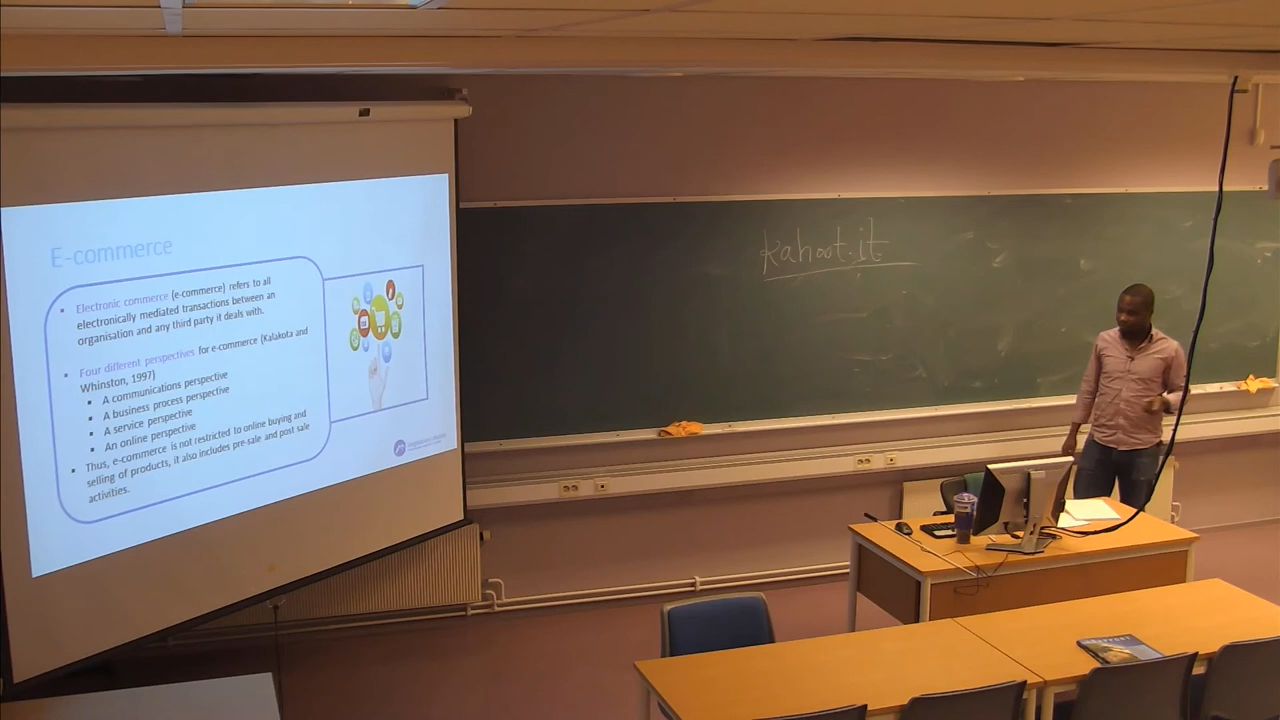 E-commerce
▪ Electronic commerce (e-commerce) refers to all
electronically mediated transactions between an
organisation and any third party it deals with.
▪ Four different perspectives for e-commerce (Kalakota and
Whinston, 1997)
▪ A communications perspective
▪ A business process perspective
▪ A service perspective
▪ An online perspective
▪ Thus, e-commerce is not restricted to online buying and
selling of products, it also includes pre-sale and post sale
activities.
kahoot.it